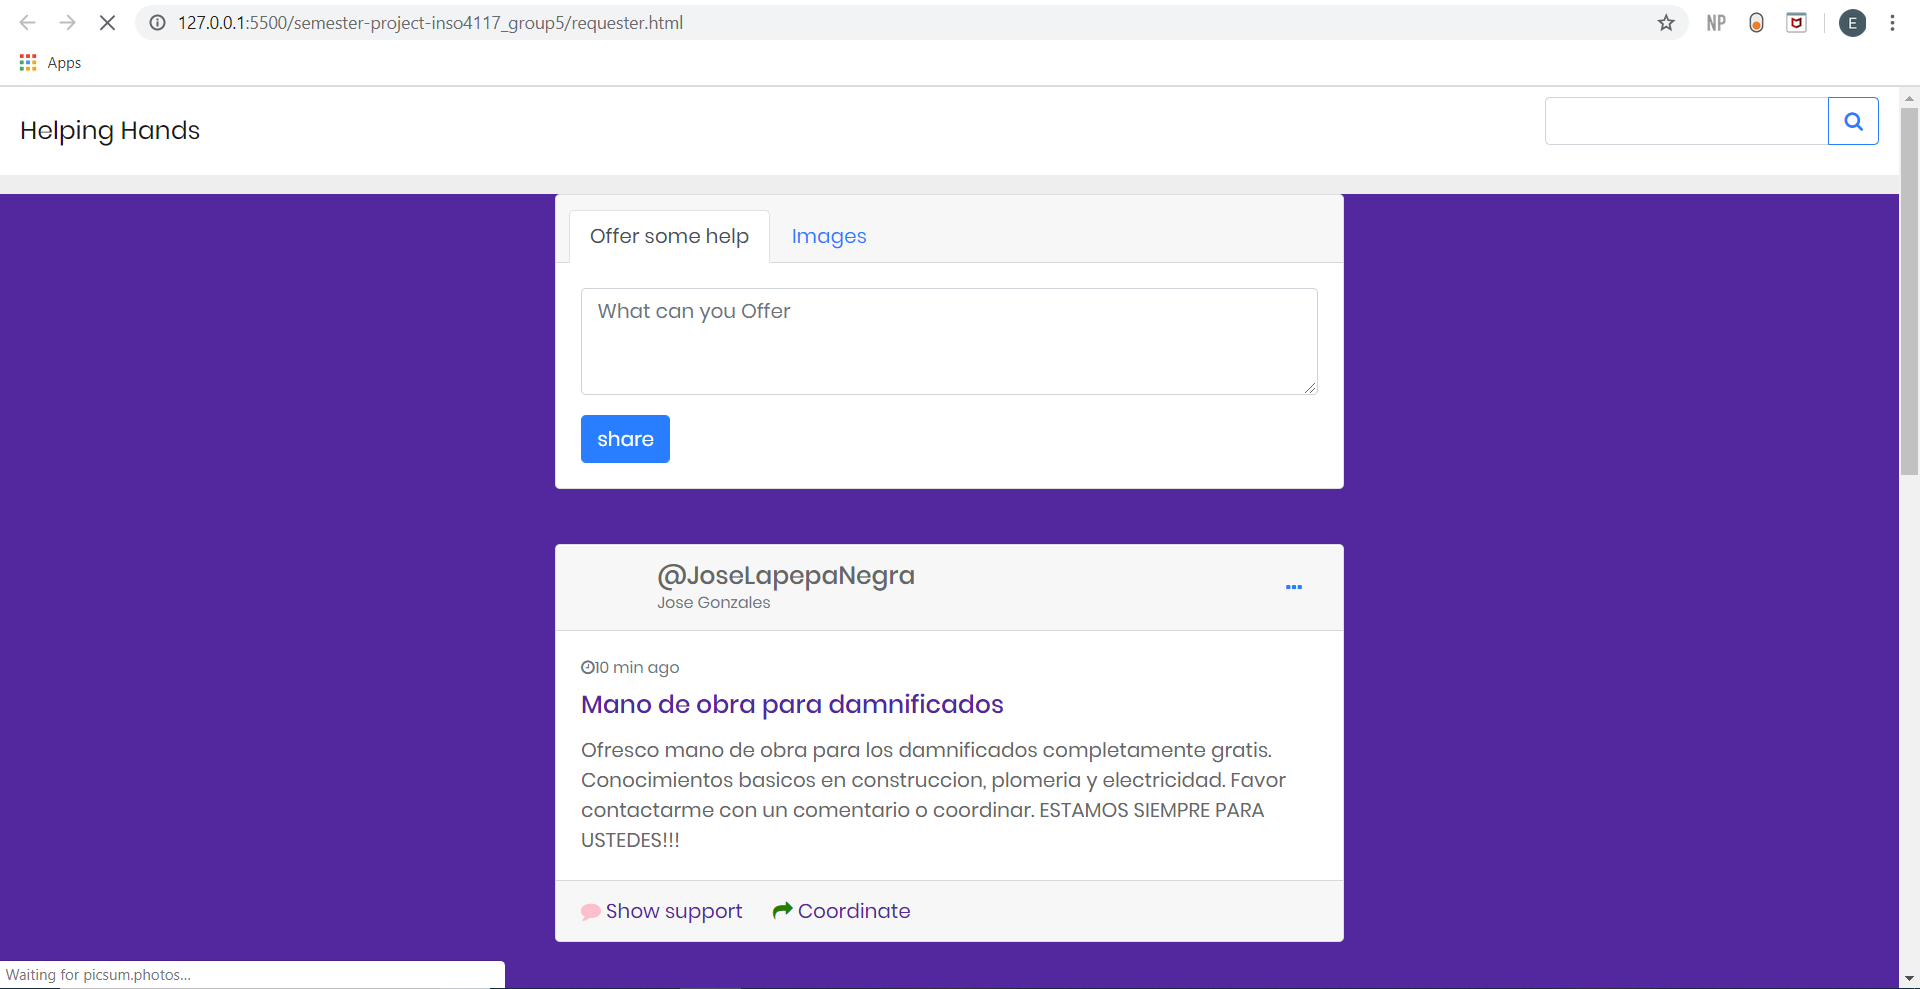 127.0.0.1:5500/semester-project-inso4117_group5/requester.html
NP
E
Apps
Helping Hands
Offer some help
Images
What can you Offer
share
@JoseLapepaNegra
Jose Gonzales
10 min ago
Mano de obra para damnificados
Ofresco mano de obra para los damnificados completamente gratis.
Conocimientos basicos en construccion, plomeria y electricidad. Favor
contactarme con un comentario o coordinar. ESTAMOS SIEMPRE PARA
USTEDES!!!
Show support
Coordinate
Waiting for picsum.photos...